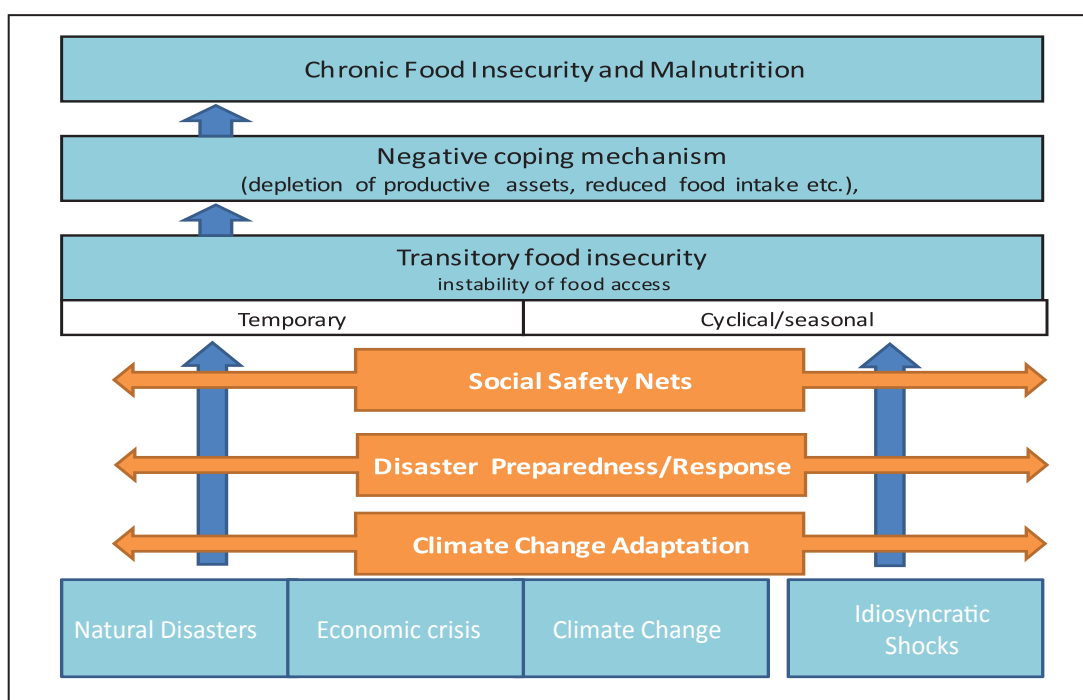 Chronic Food Insecurity and Malnutrition
Negative coping mechanism
(depletion of productive assets, reduced food intake etc.),
Transitory food insecurity
instability of food access
Temporary
Cyclical/seasonal
Social Safety Nets
Disaster Preparedness/Response
Climate Change Adaptation
Natural Disasters
Economic crisis
Climate Change
Idiosyncratic
Shocks